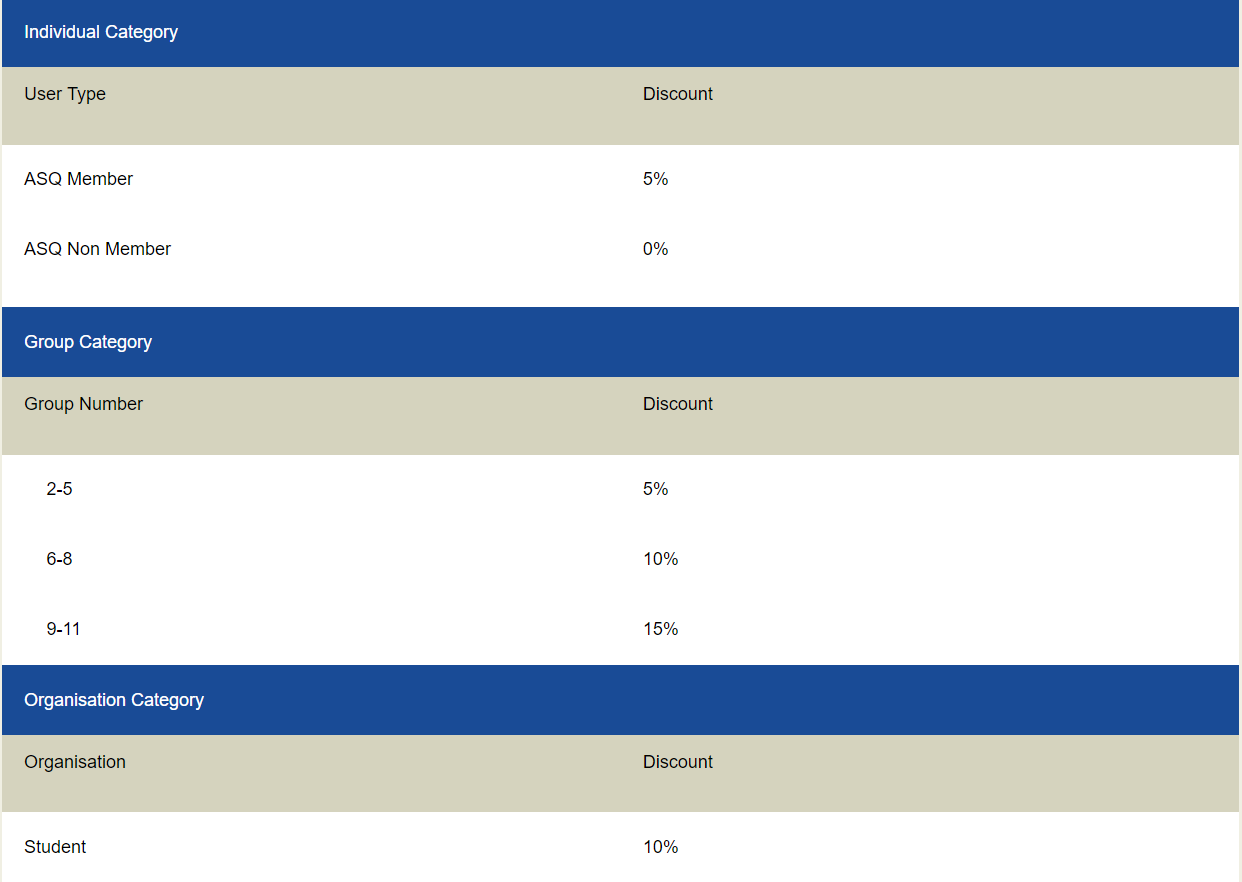 Individual Category
User Type Discount
ASQ Member 5%
ASQ Non Member 0%
Group Category
Group Number Discount
2-5 5%
6-8 10%
9-11 15%
Organisation Category
Organisation Discount
Student 10%